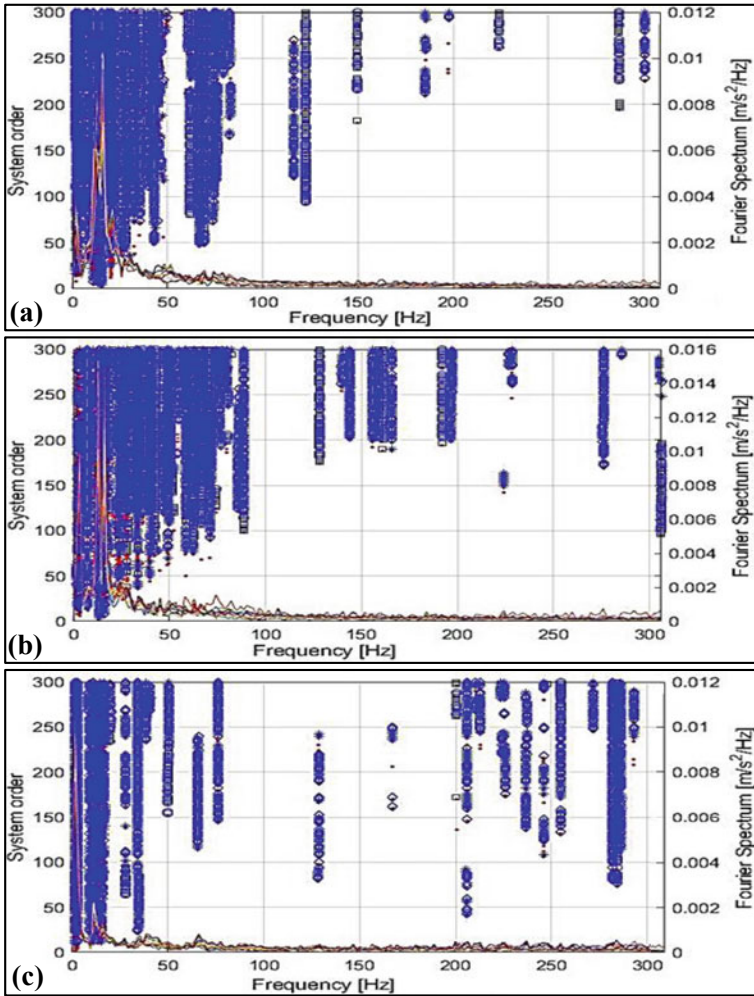 300
250
200
150
100
50
0
System order
0.012
0.01
0.008
0.006
0.004
0.002
0
Fourier Spectrum [m/s²/Hz]
0 50 100 150 200 250 300
Frequency [Hz]
(a)
300
250
200
150
100
50
0
System order
0.016
0.014
0.012
0.01
0.008
0.006
0.004
0.002
0
Fourier Spectrum [m/s²/Hz]
0 50 100 150 200 250 300
Frequency [Hz]
(b)
300
250
200
150
100
50
0
System order
0.012
0.01
0.008
0.006
0.004
0.002
0
Fourier Spectrum [m/s²/Hz]
0 50 100 150 200 250 300
Frequency [Hz]
(c)